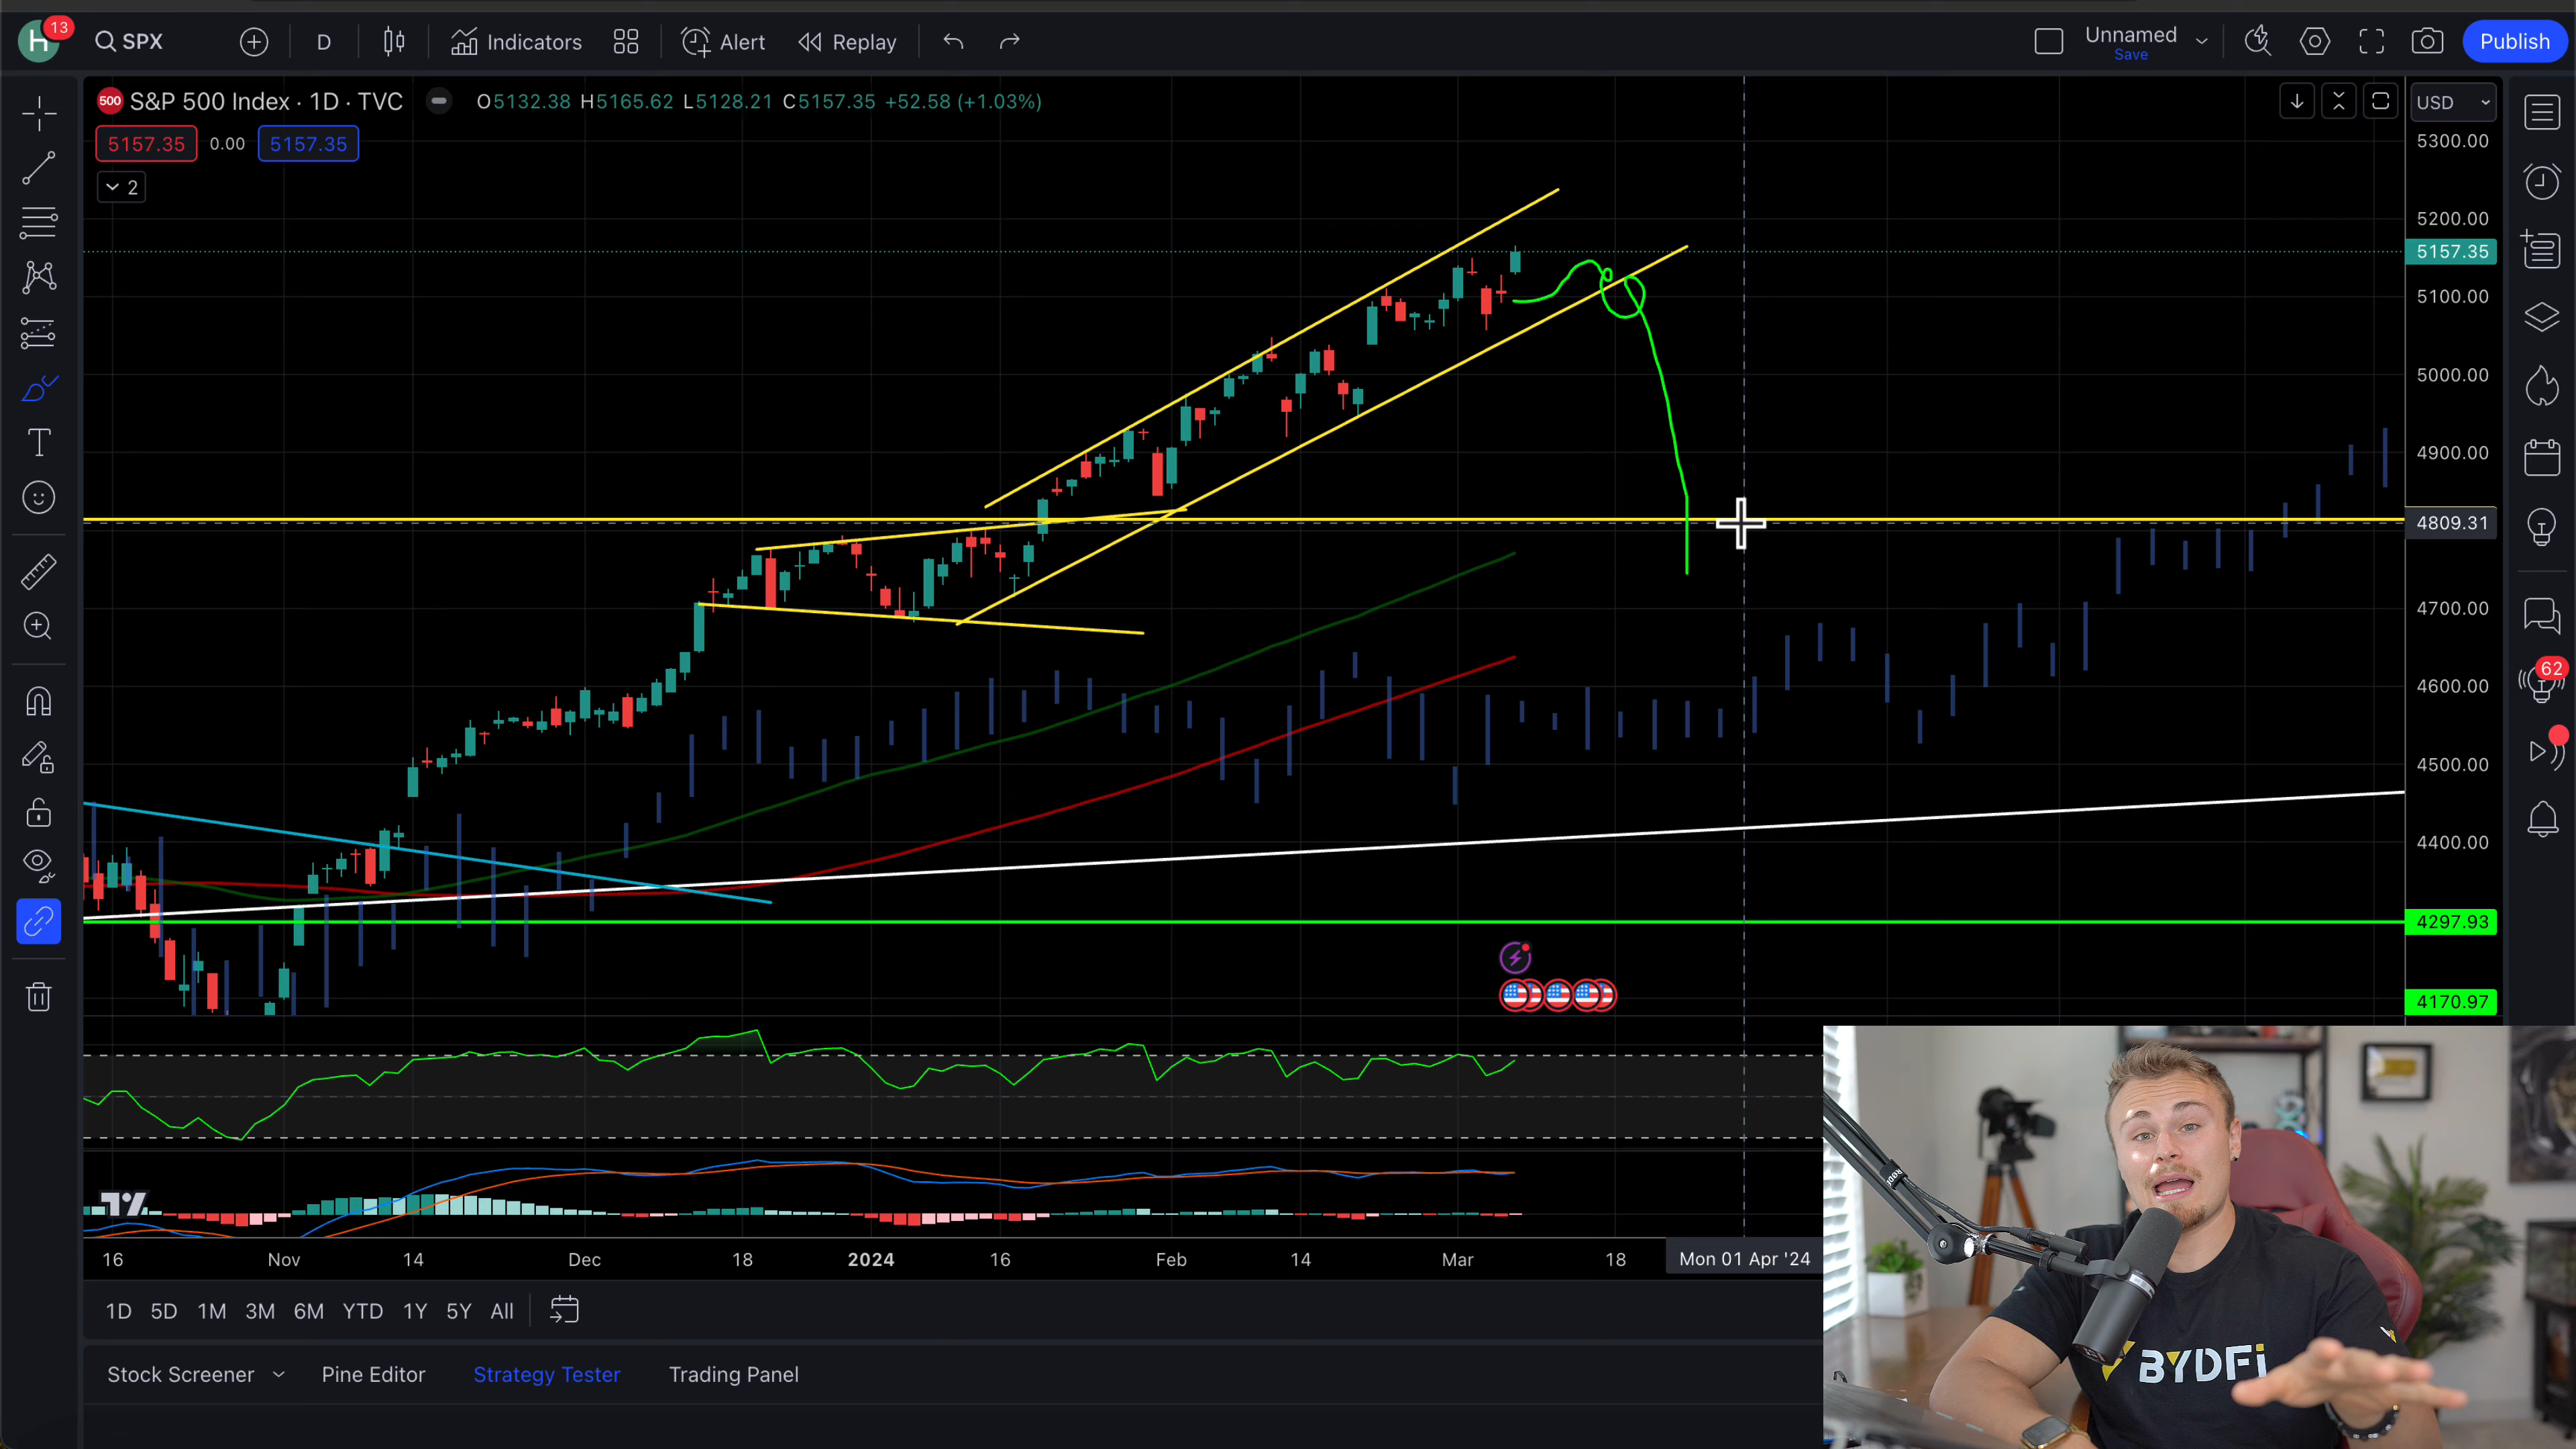 H 13 SPX D Indicators Alert Replay Unnamed Publish
Save
500 S&P 500 Index · 1D · TVC O5132.38 H5165.62 L5128.21 C5157.35 +52.58 (+1.03%) USD
5157.35 0.00 5157.35
2
5300.00
5200.00
5157.35
5100.00
5000.00
4900.00
4809.31
4700.00
4600.00
62
4500.00
4400.00
4297.93
4170.97
16 Nov 14 Dec 18 2024 16 Feb 14 Mar 18 Mon 01 Apr '24
1D 5D 1M 3M 6M YTD 1Y 5Y All
Stock Screener Pine Editor Strategy Tester Trading Panel
RØDE
BYDFi